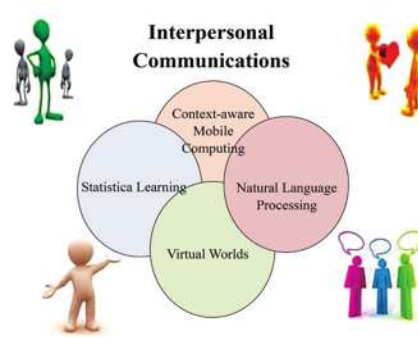 Interpersonal
Communications
Context-aware
Mobile
Computing
Statistica Learning
Natural Language
Processing
Virtual Worlds